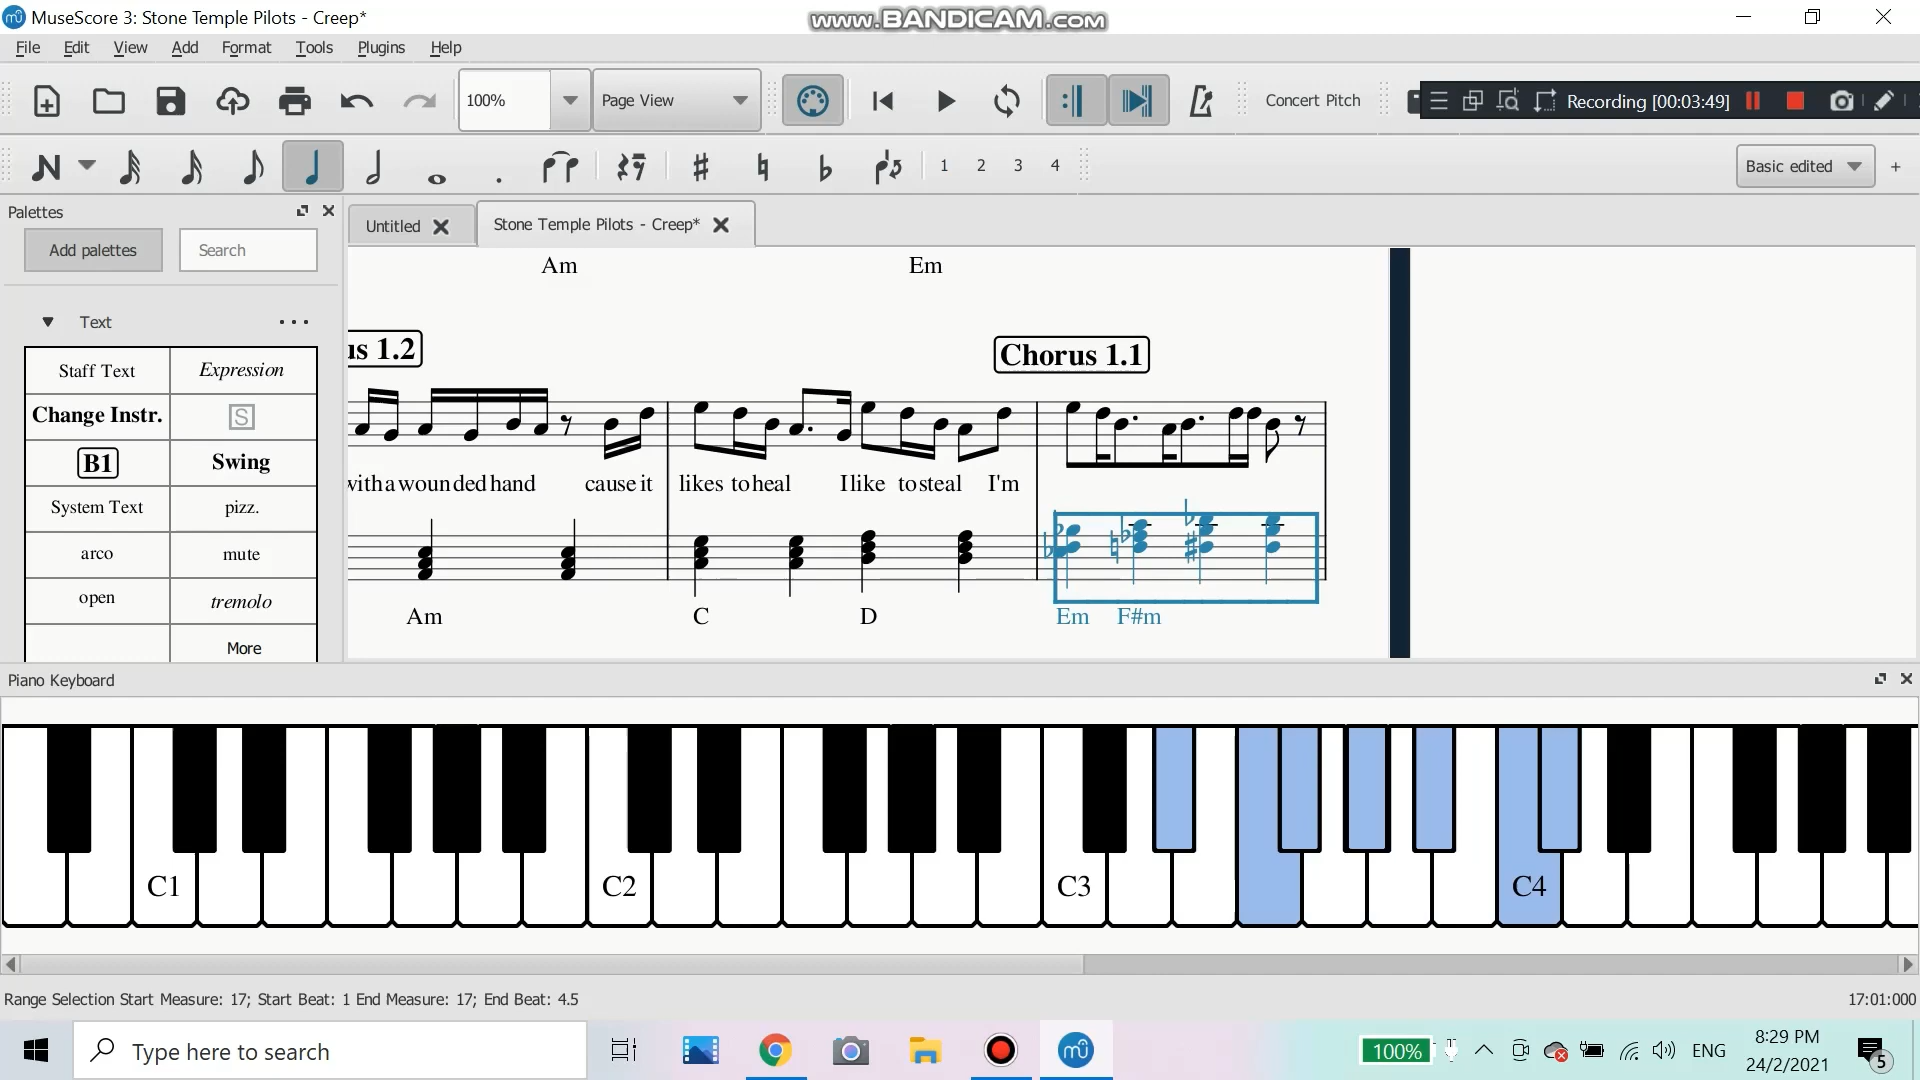 MuseScore 3: Stone Temple Pilots - Creep*
www.BANDICAM.com
File Edit View Add Format Tools Plugins Help
100%
Page View
Concert Pitch
Recording [00:03:49]
1 2 3 4
Basic edited
+
Palettes
Untitled
Stone Temple Pilots - Creep*
Add palettes
Search
Am Em
Text
us 1.2
Chorus 1.1
Staff Text Expression
Change Instr. S
B1 Swing
System Text pizz.
arco mute
open tremolo
More
with a woun ded hand cause it likes to heal I like to steal I'm
Am C D Em F#m
Piano Keyboard
C1 C2 C3 C4
Range Selection Start Measure: 17; Start Beat: 1 End Measure: 17; End Beat: 4.5
17:01:000
Type here to search
100%
ENG
8:29 PM
24/2/2021
5